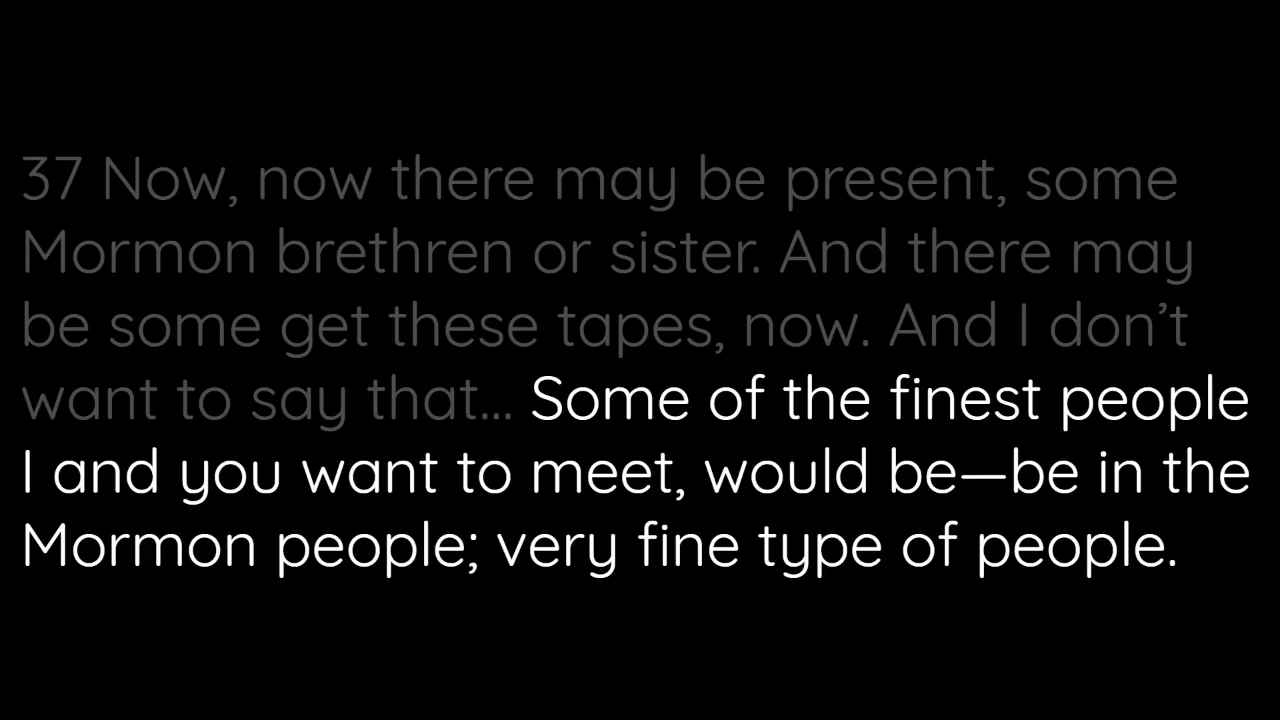 37 Now, now there may be present, some
Mormon brethren or sister. And there may
be some get these tapes, now. And I don’t
want to say that... Some of the finest people
I and you want to meet, would be—be in the
Mormon people; very fine type of people.